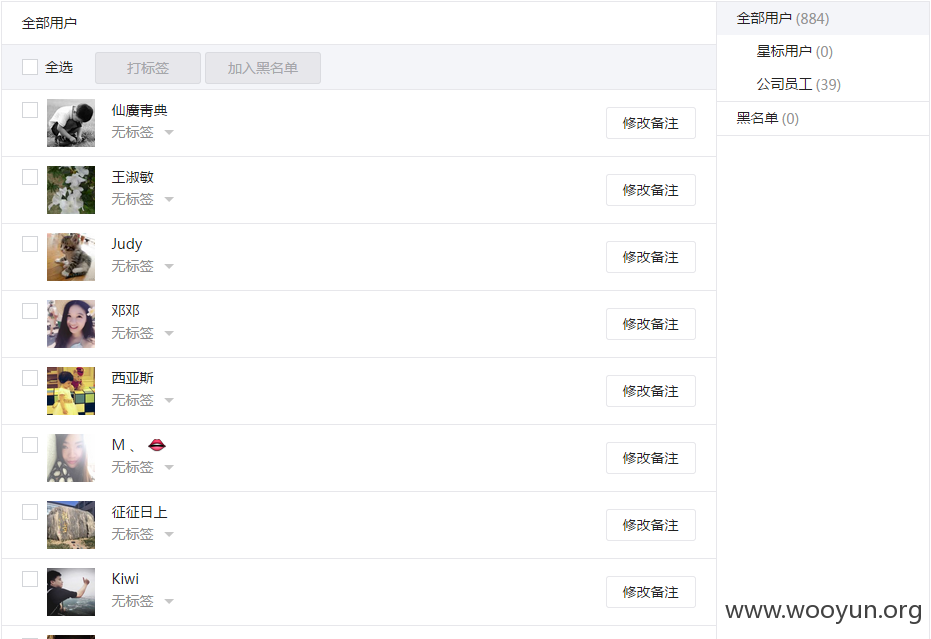 全部用户
全选 打标签 加入黑名单
仙廣靑典
无标签
修改备注
王淑敏
无标签
修改备注
Judy
无标签
修改备注
邓邓
无标签
修改备注
西亚斯
无标签
修改备注
M 、 👄
无标签
修改备注
征征日上
无标签
修改备注
Kiwi
无标签
修改备注
全部用户 (884)
星标用户 (0)
公司员工 (39)
黑名单 (0)
www.wooyun.org